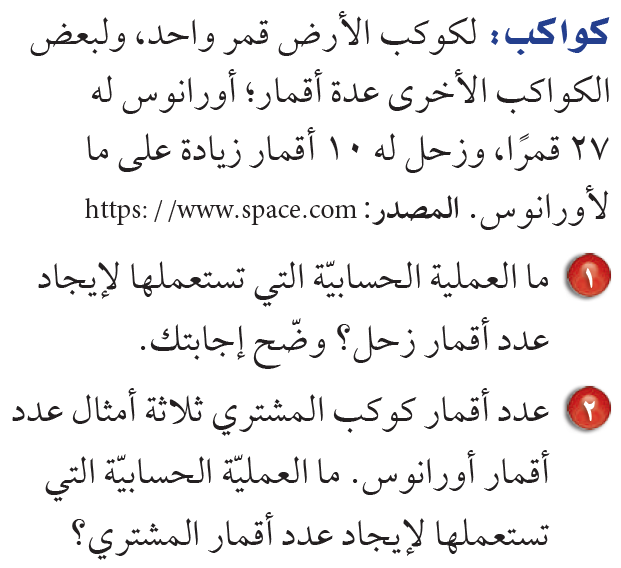 كواكب: لكوكب الأرض قمر واحد، ولبعض
الكواكب الأخرى عدة أقمار؛ أورانوس له
٢٧ قمرًا، وزحل له ١٠ أقمار زيادة على ما
لأورانوس. المصدر: https://www.space.com
١ ما العملية الحسابيّة التي تستعملها لإيجاد
عدد أقمار زحل؟ وضّح إجابتك.
٢ عدد أقمار كوكب المشتري ثلاثة أمثال عدد
أقمار أورانوس. ما العمليّة الحسابيّة التي
تستعملها لإيجاد عدد أقمار المشتري؟